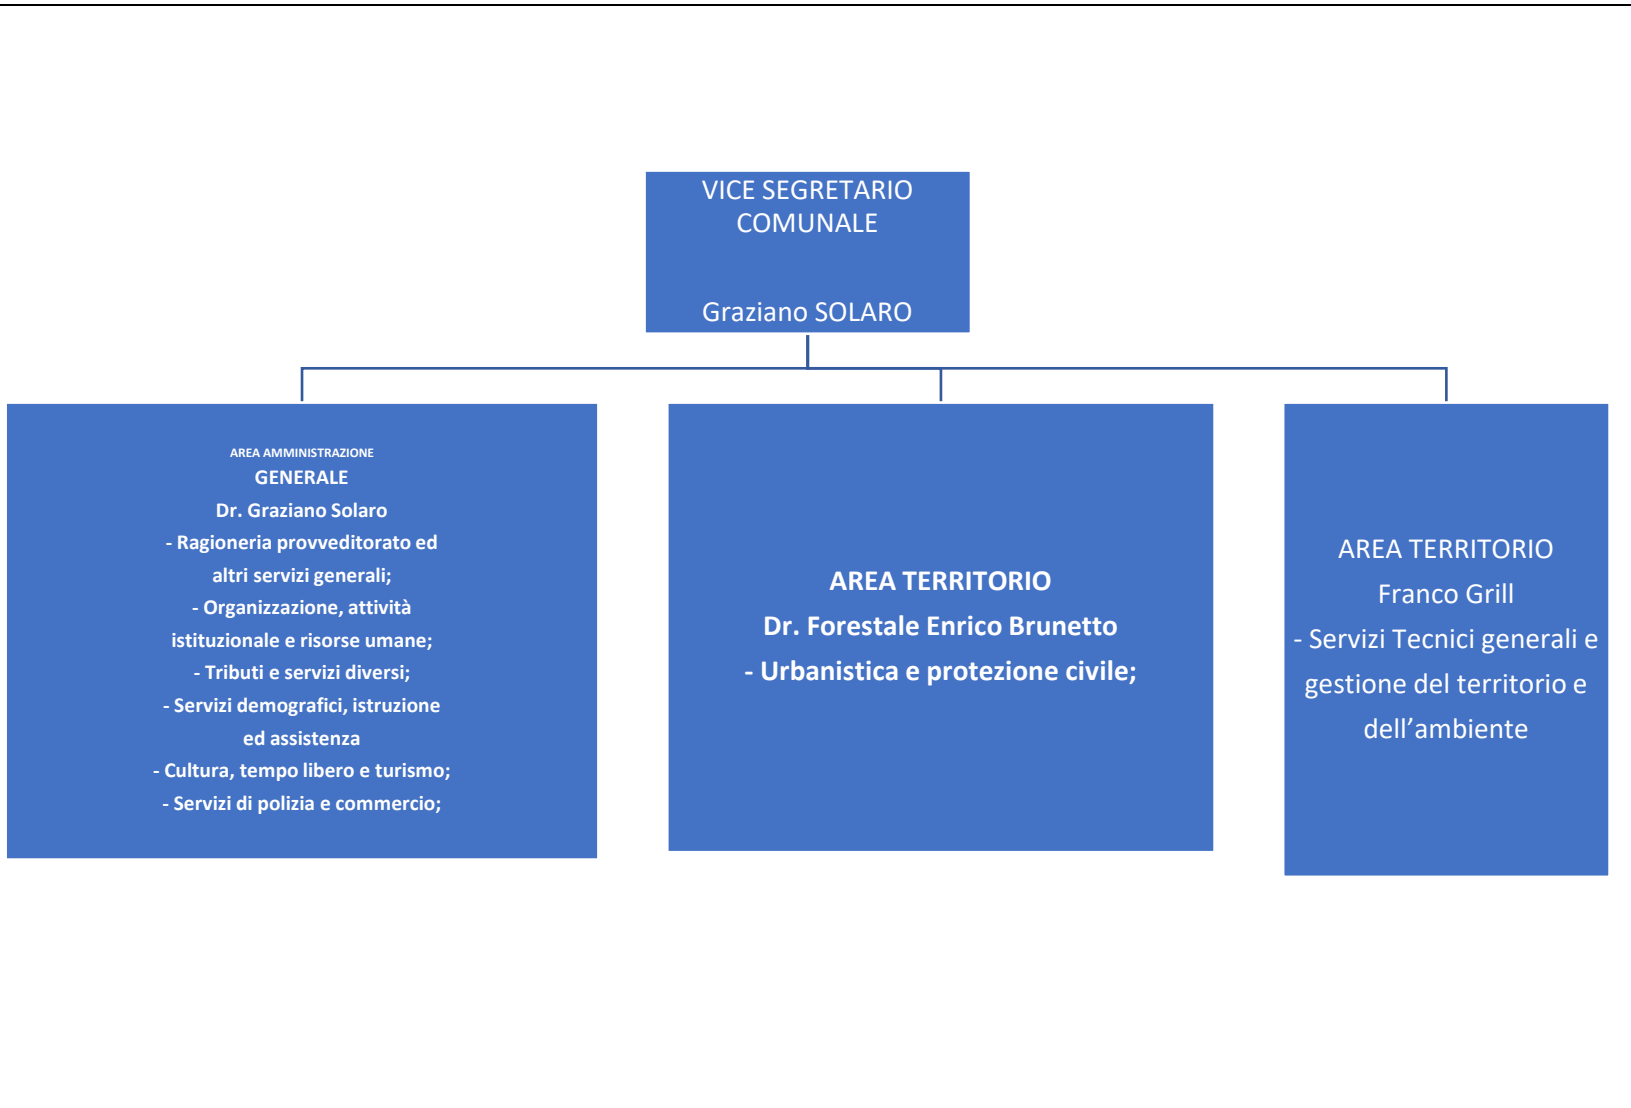 VICE SEGRETARIO
COMUNALE
Graziano SOLARO
AREA AMMINISTRAZIONE
GENERALE
Dr. Graziano Solaro
- Ragioneria provveditorato ed
altri servizi generali;
- Organizzazione, attività
istituzionale e risorse umane;
- Tributi e servizi diversi;
- Servizi demografici, istruzione
ed assistenza
- Cultura, tempo libero e turismo;
- Servizi di polizia e commercio;
AREA TERRITORIO
Dr. Forestale Enrico Brunetto
- Urbanistica e protezione civile;
AREA TERRITORIO
Franco Grill
- Servizi Tecnici generali e
gestione del territorio e
dell’ambiente